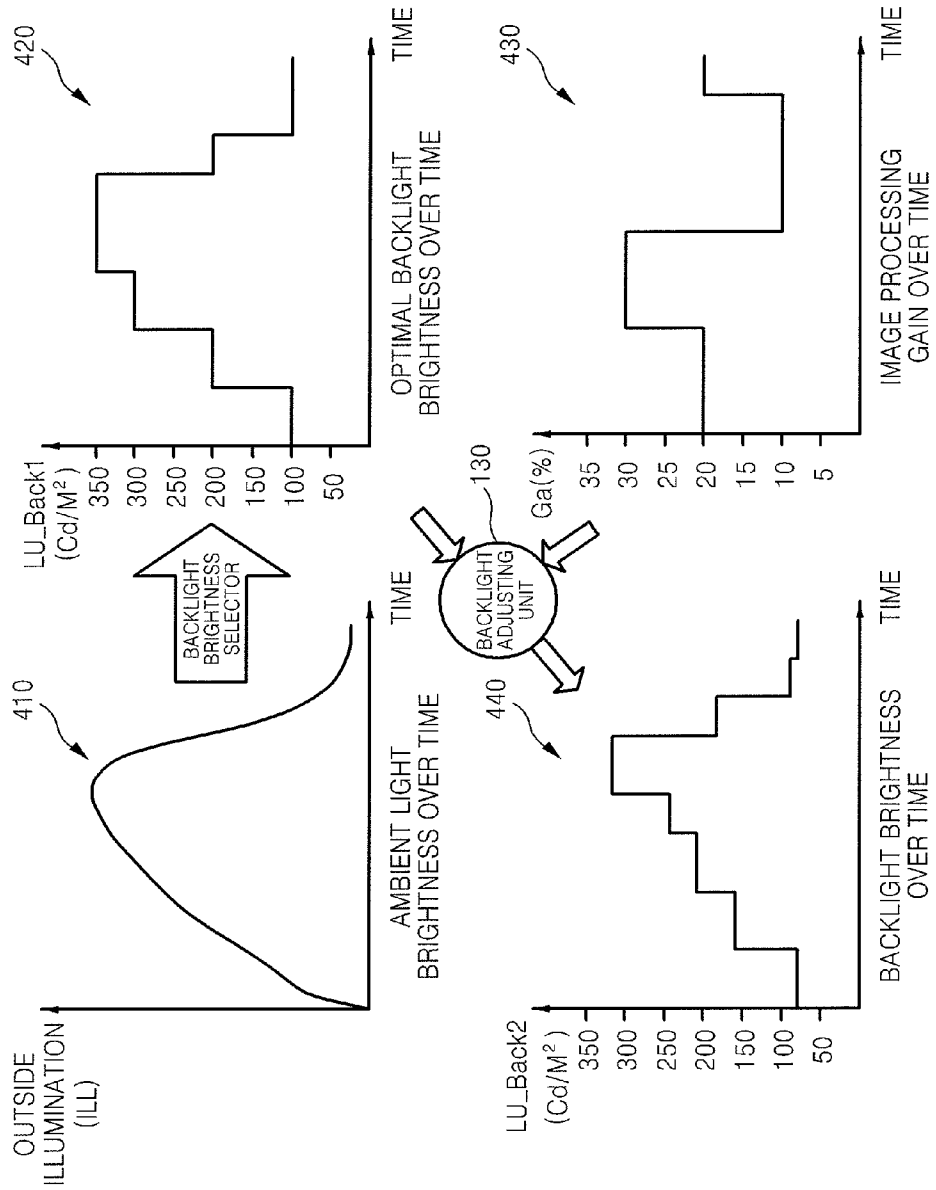 OUTSIDE
ILLUMINATION
(ILL)
410
TIME
AMBIENT LIGHT
BRIGHTNESS OVER TIME
BACKLIGHT
BRIGHTNESS
SELECTOR
LU_Back1
(Cd/M²)
350
300
250
200
150
100
50
420
TIME
OPTIMAL BACKLIGHT
BRIGHTNESS OVER TIME
LU_Back2
(Cd/M²)
350
300
250
200
150
100
50
440
TIME
BACKLIGHT BRIGHTNESS
OVER TIME
BACKLIGHT
ADJUSTING
UNIT
130
Ga(%)
35
30
25
20
15
10
5
430
TIME
IMAGE PROCESSING
GAIN OVER TIME